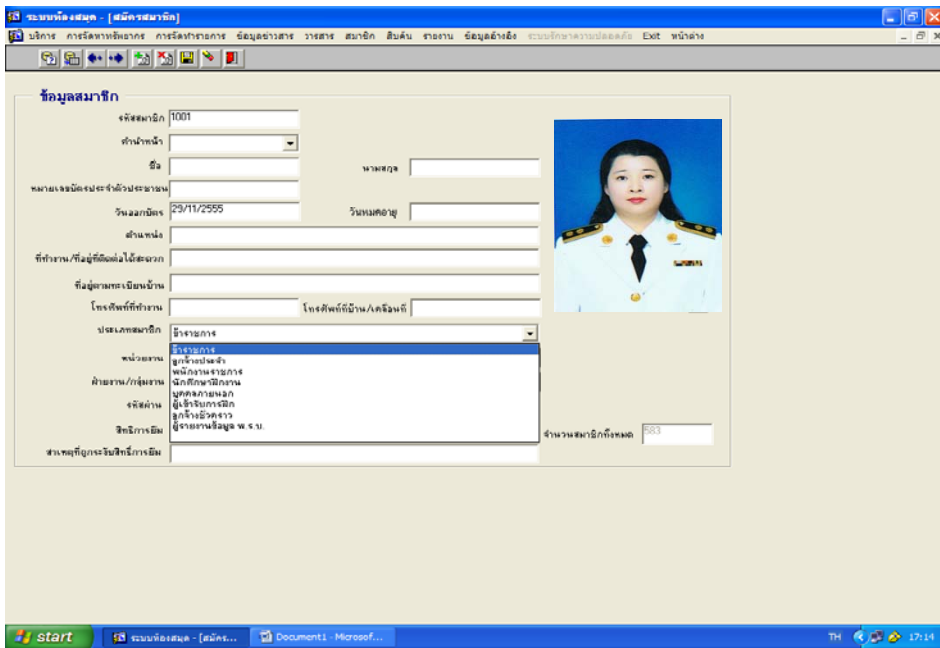 ระบบห้องสมุด - [สมัครสมาชิก]
บริการ การจัดหาทรัพยากร การจัดทำรายการ ข้อมูลข่าวสาร วารสาร สมาชิก สืบค้น รายงาน ข้อมูลอ้างอิง ระบบรักษาความปลอดภัย Exit หน้าต่าง
ข้อมูลสมาชิก
รหัสสมาชิก 1001
คำนำหน้า
ชื่อ นามสกุล
หมายเลขบัตรประจำตัวประชาชน
วันออกบัตร 29/11/2555 วันหมดอายุ
ตำแหน่ง
ที่ทำงาน/ที่อยู่ที่ติดต่อได้สะดวก
ที่อยู่ตามทะเบียนบ้าน
โทรศัพท์ที่ทำงาน โทรศัพท์ที่บ้าน/เคลื่อนที่
ประเภทสมาชิก ข้าราชการ
ข้าราชการ
หน่วยงาน ลูกจ้างประจำ
พนักงานราชการ
ฝ่ายงาน/กลุ่มงาน นักศึกษาฝึกงาน
บุคคลภายนอก
รหัสผ่าน ผู้เข้ารับการฝึก
ลูกจ้างชั่วคราว
สิทธิการยืม ผู้รายงานข้อมูล พ.ร.บ. จำนวนสมาชิกทั้งหมด 583
สาเหตุที่ถูกระงับสิทธิ์การยืม
start ระบบห้องสมุด - [สมัคร... Document1 - Microsof... TH 17:14